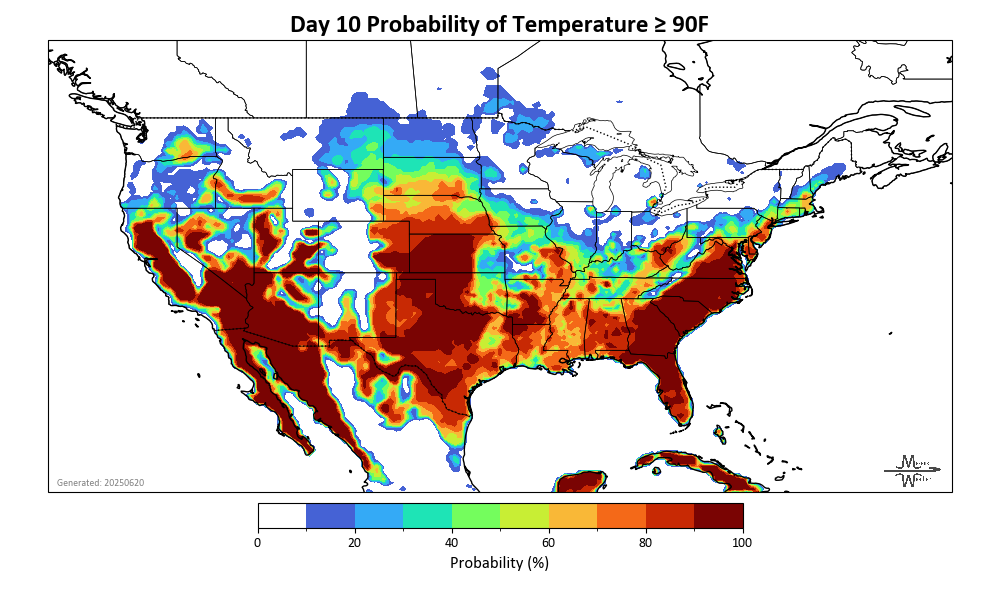 Day 10 Probability of Temperature ≥ 90F
Generated: 20250620
0 20 40 60 80 100
Probability (%)